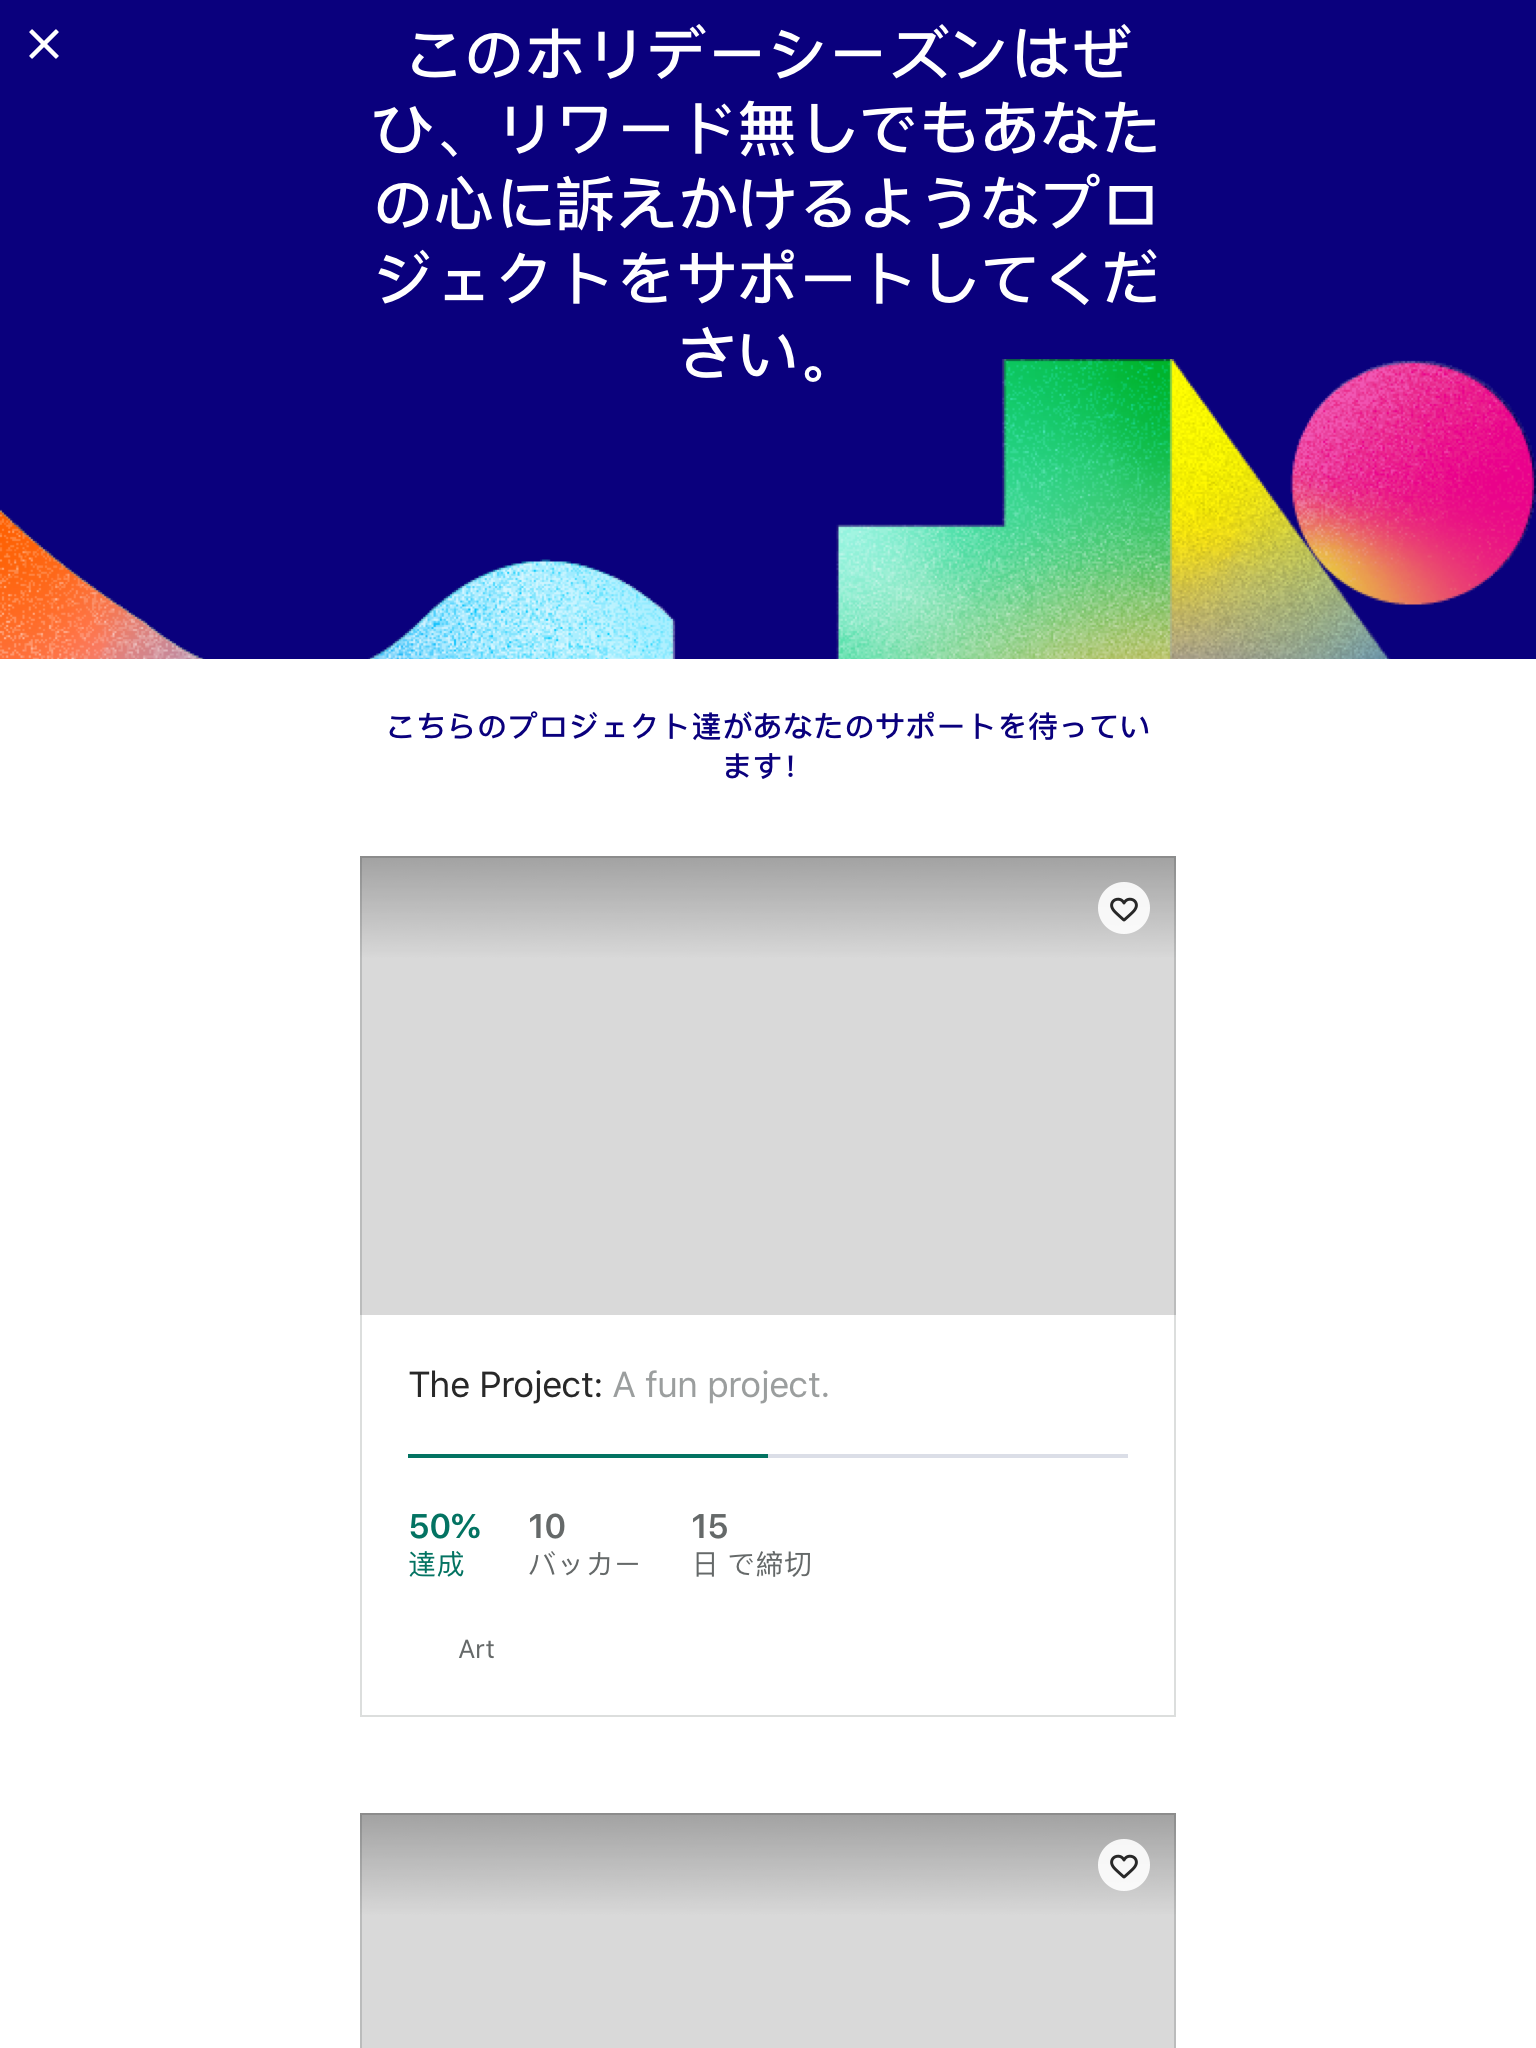 このホリデーシーズンはぜ
ひ、リワード無しでもあなた
の心に訴えかけるようなプロ
ジェクトをサポートしてくだ
さい。
こちらのプロジェクト達があなたのサポートを待ってい
ます!
The Project: A fun project.
50% 10 15
達成 バッカー 日 で締切
Art